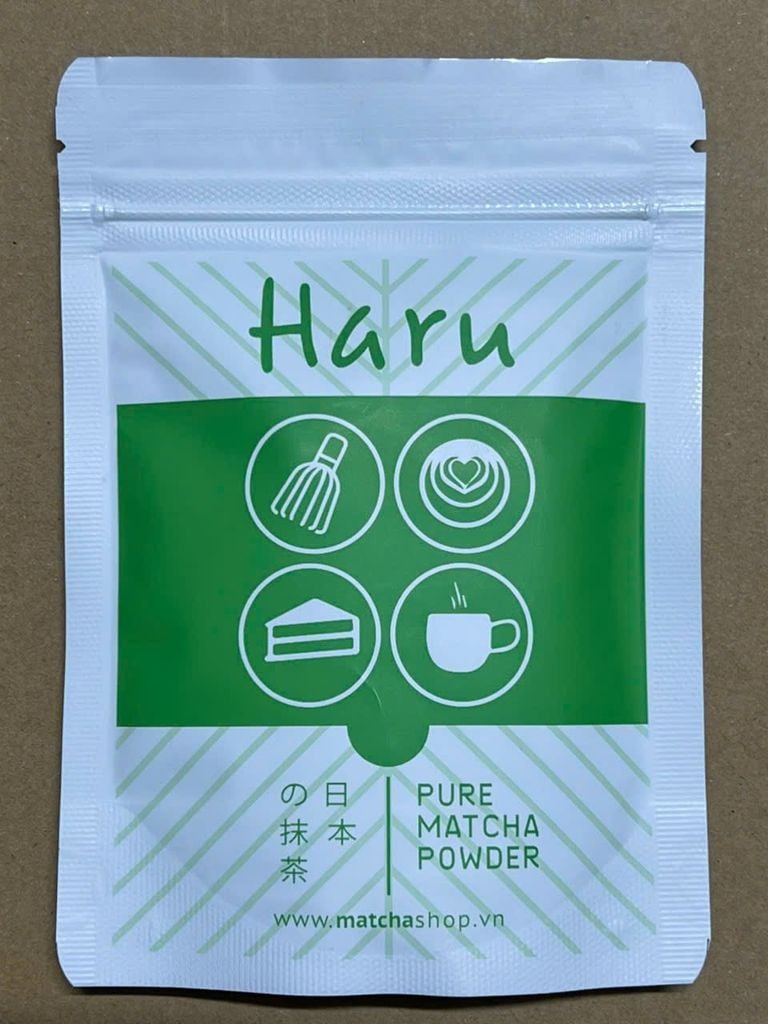 Haru
日本
の抹茶
PURE
MATCHA
POWDER
www.matchashop.vn